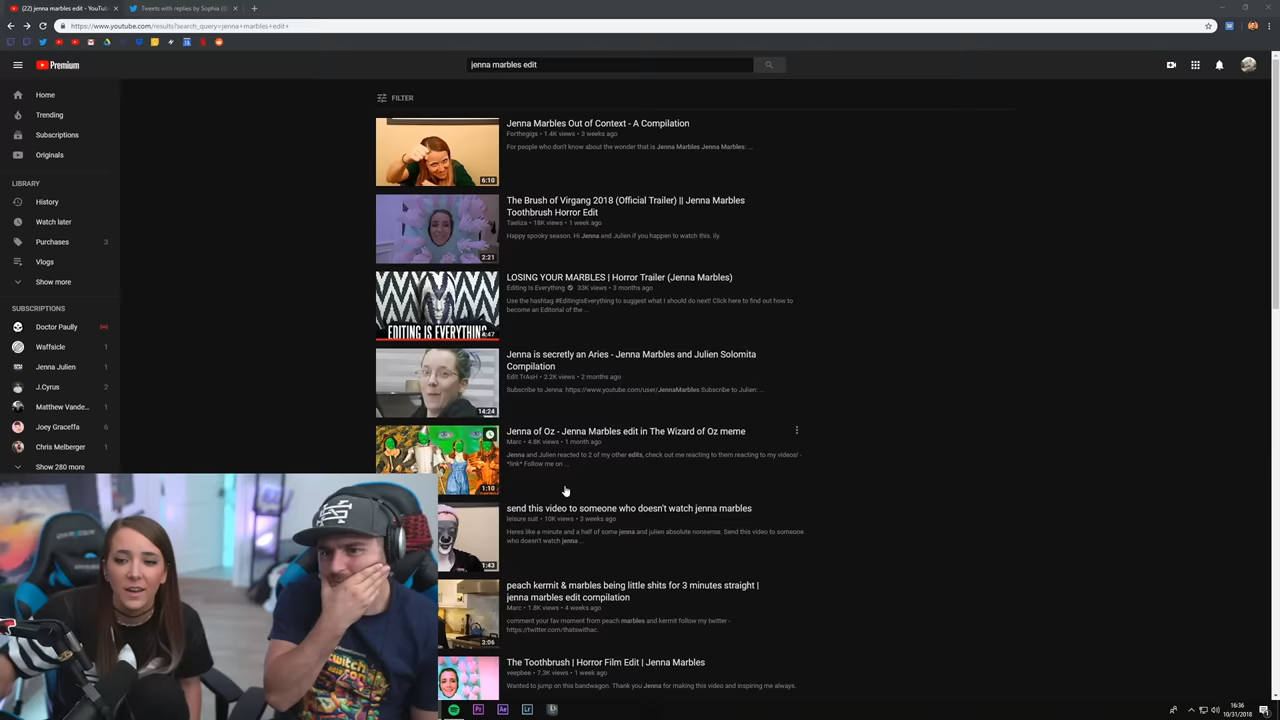 (22) jenna marbles edit - YouTub
Tweets with replies by Sophia (@
https://www.youtube.com/results?search_query=jenna+marbles+edit+
Premium
jenna marbles edit
Home
Trending
Subscriptions
Originals
LIBRARY
History
Watch later
Purchases 3
Vlogs
Show more
SUBSCRIPTIONS
Doctor Paully
Waffsicle 1
Jenna Julien 1
J.Cyrus 2
Matthew Vande... 1
Joey Graceffa 6
Chris Melberger 1
Show 280 more
FILTER
Jenna Marbles Out of Context - A Compilation
Forthegigs • 1.4K views • 3 weeks ago
For people who don't know about the wonder that is Jenna Marbles Jenna Marbles: ...
6:10
The Brush of Virgang 2018 (Official Trailer) || Jenna Marbles
Toothbrush Horror Edit
Taeliza • 18K views • 1 week ago
Happy spooky season. Hi Jenna and Julien if you happen to watch this. ily.
2:21
LOSING YOUR MARBLES | Horror Trailer (Jenna Marbles)
Editing Is Everything 33K views • 3 months ago
Use the hashtag #EditingisEverything to suggest what I should do next! Click here to find out how to
become an Editorial of the ...
EDITING IS EVERYTHING
4:47
Jenna is secretly an Aries - Jenna Marbles and Julien Solomita
Compilation
Edit TrAsH • 2.2K views • 2 months ago
Subscribe to Jenna: https://www.youtube.com/user/JennaMarbles Subscribe to Julien: ...
14:24
Jenna of Oz - Jenna Marbles edit in The Wizard of Oz meme
Marc • 4.8K views • 1 month ago
Jenna and Julien reacted to 2 of my other edits, check out me reacting to them reacting to my videos! -
*link* Follow me on ...
1:10
send this video to someone who doesn't watch jenna marbles
leisure suit • 10K views • 3 weeks ago
Heres like a minute and a half of some jenna and julien absolute nonsense. Send this video to someone
who doesn't watch jenna ...
1:43
peach kermit & marbles being little shits for 3 minutes straight |
jenna marbles edit compilation
Marc • 1.8K views • 4 weeks ago
comment your fav moment from peach marbles and kermit follow my twitter -
https://twitter.com/thatswithac.
3:06
The Toothbrush | Horror Film Edit | Jenna Marbles
veepbee • 7.3K views • 1 week ago
Wanted to jump on this bandwagon. Thank you Jenna for making this video and inspiring me always.
twitch
Pr
Ae
Lr
16:36
10/31/2018